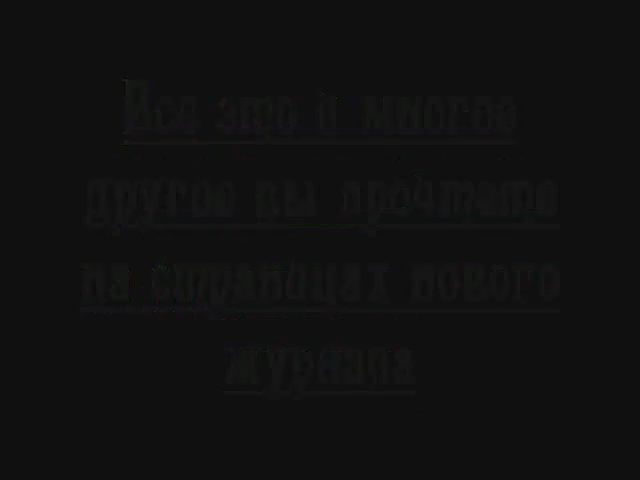 Все это и многое
другое вы прочтете
на страницах нового
журнала